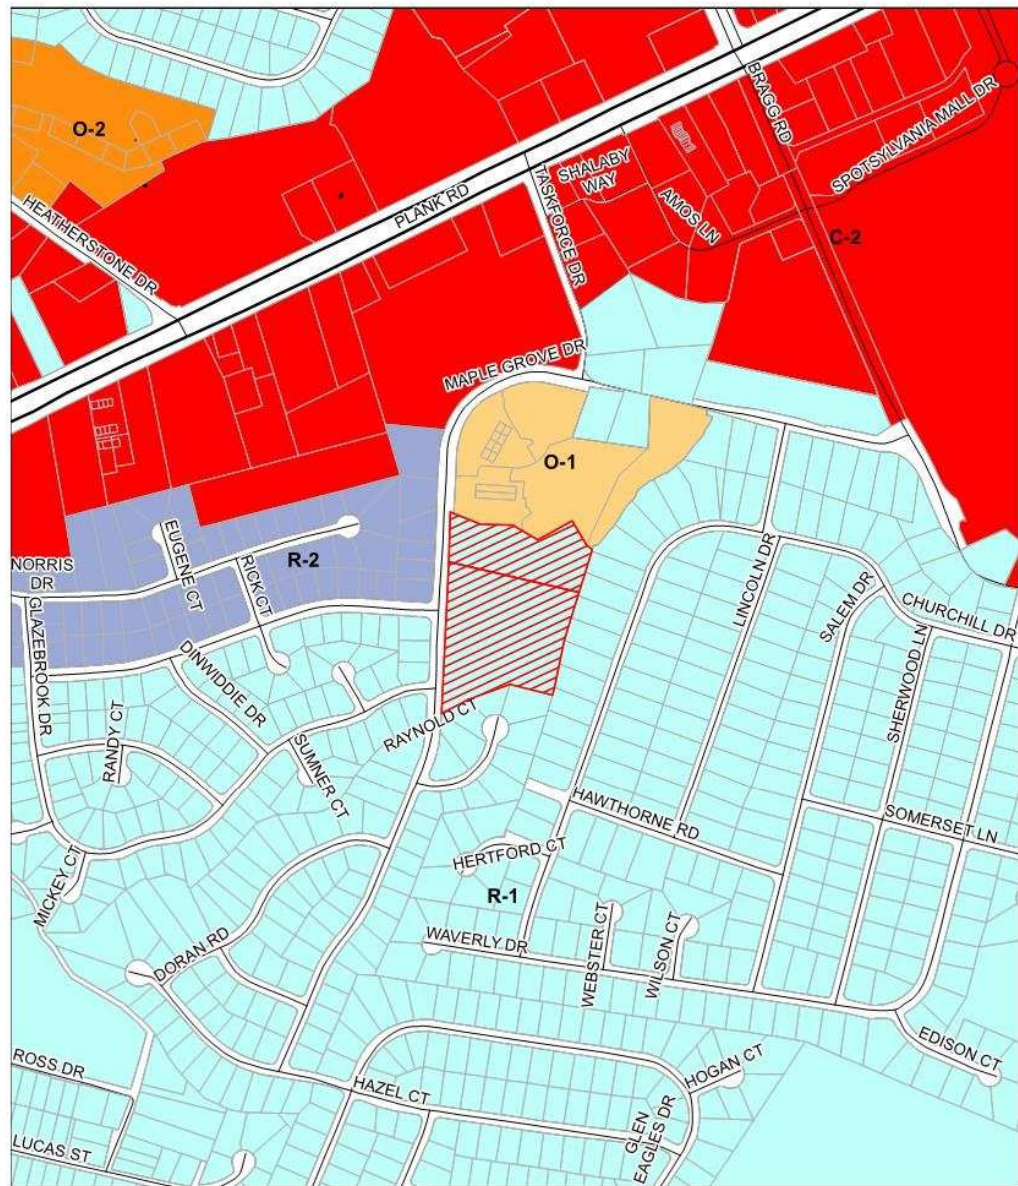 BRAGG RD
SPOTSYLVANIA MALL DR
O-2
SHALABY
WAY
TASKFORCE DR
AMOS LN
PLANK RD
HEATHERSTONE DR
C-2
MAPLE GROVE DR
O-1
EUGENE CT
RICK CT
R-2
NORRIS
DR
LINCOLN DR
SALEM DR
CHURCHILL DR
GLAZEBROOK DR
DINWIDDIE DR
SHERWOOD LN
RAYNOLD CT
RANDY CT
SUMNER CT
HAWTHORNE RD
SOMERSET LN
HERTFORD CT
MICKEY CT
R-1
WAVERLY DR
WEBSTER CT
WILSON CT
DORAN RD
EDISON CT
ROSS DR
HOGAN CT
HAZEL CT
GLEN
EAGLES DR
LUCAS ST